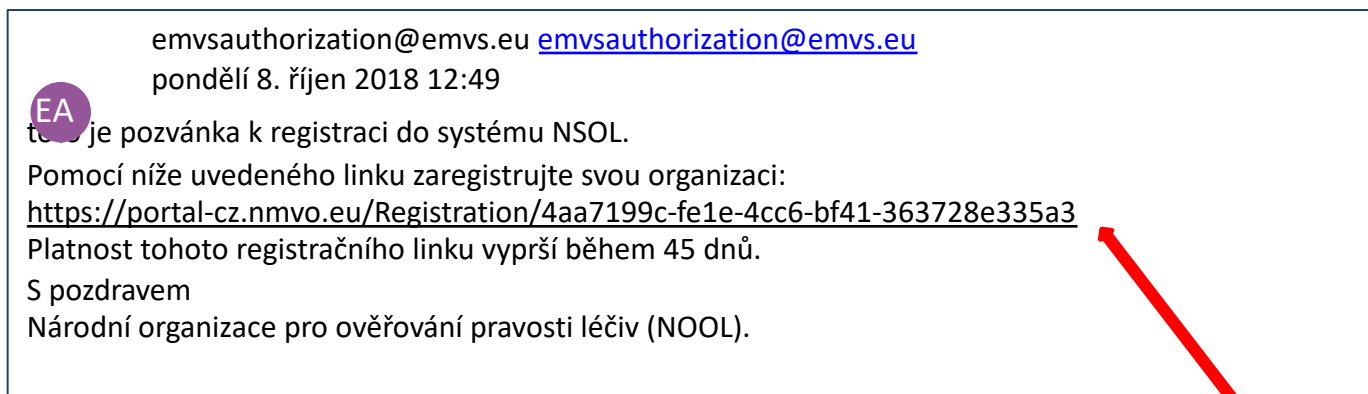 emvsauthorization@emvs.eu emvsauthorization@emvs.eu
pondělí 8. říjen 2018 12:49
EA
je pozvánka k registraci do systému NSOL.
Pomocí níže uvedeného linku zaregistrujte svou organizaci:
https://portal-cz.nmvo.eu/Registration/4aa7199c-fe1e-4cc6-bf41-363728e335a3
Platnost tohoto registračního linku vyprší během 45 dnů.
S pozdravem
Národní organizace pro ověřování pravosti léčiv (NOOL).